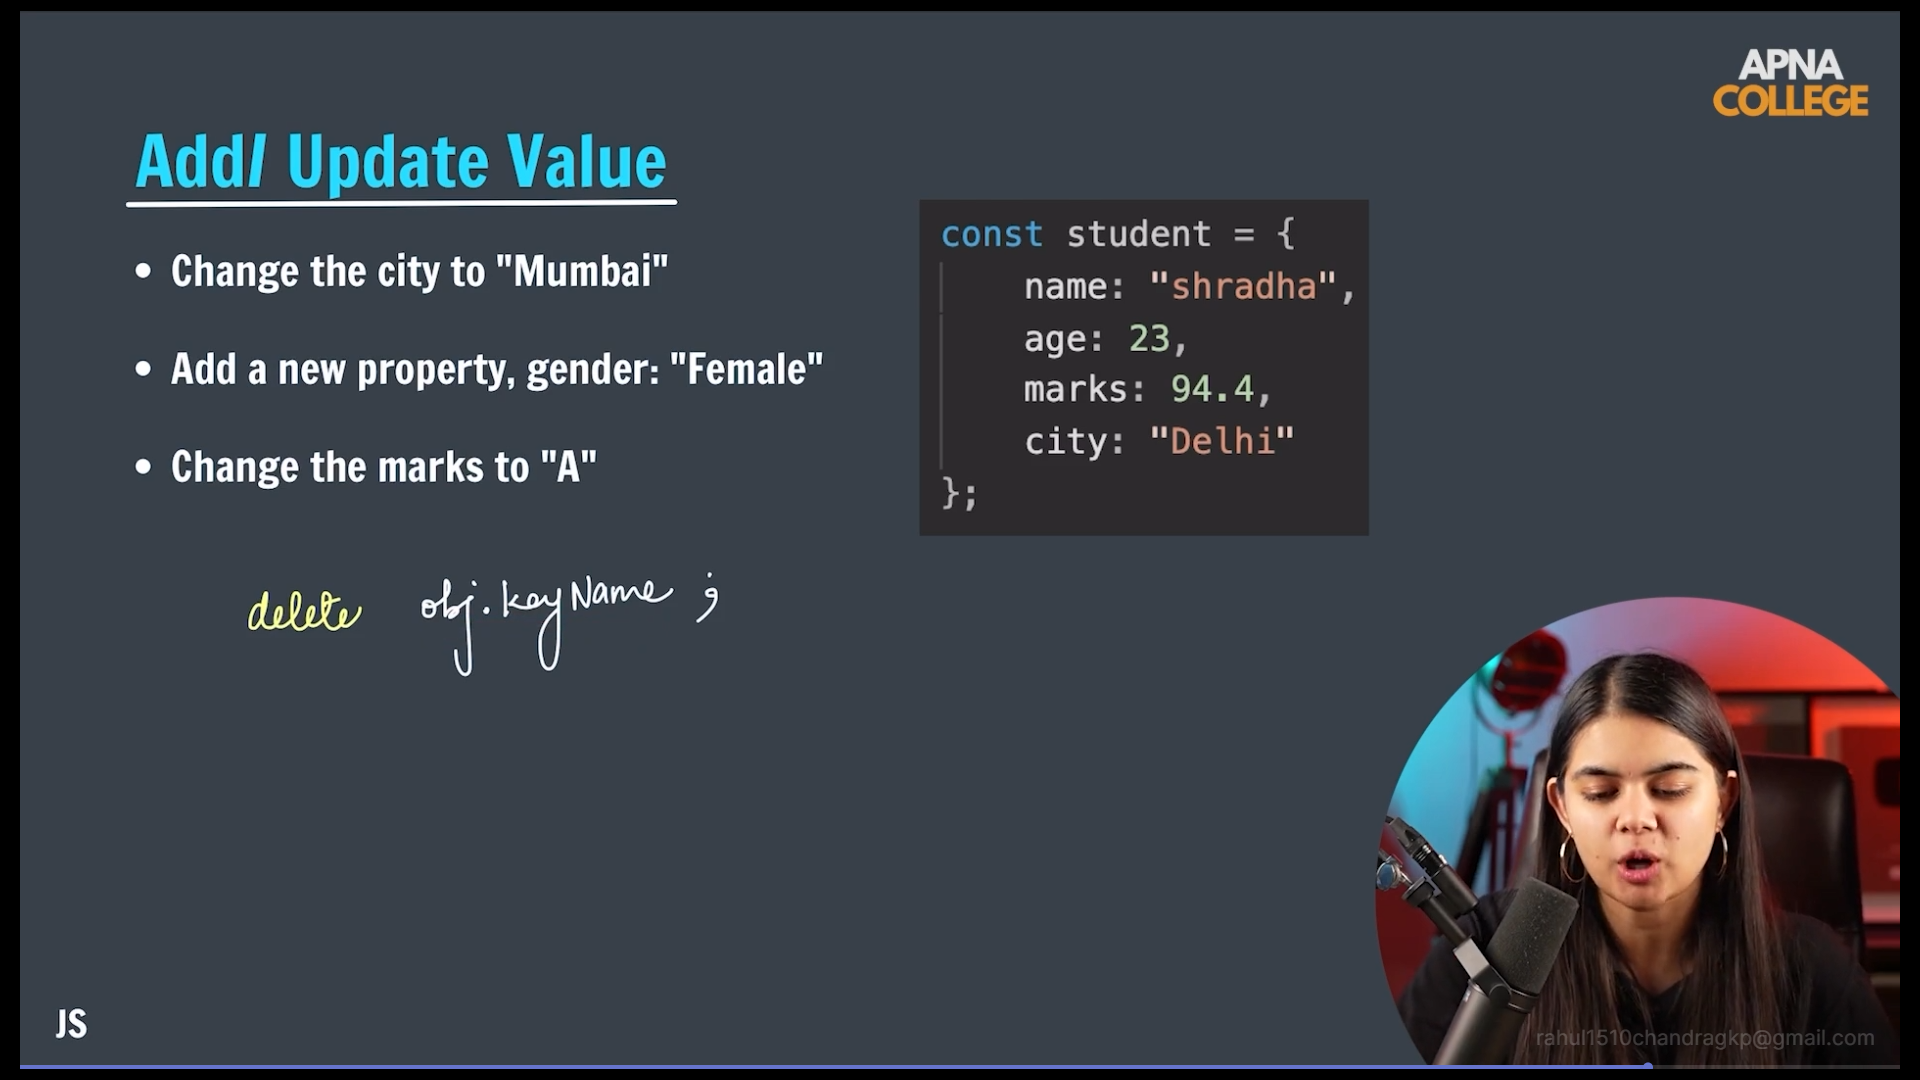 APNA
COLLEGE
Add/ Update Value
• Change the city to "Mumbai"
• Add a new property, gender: "Female"
• Change the marks to "A"
const student = {
name: "shradha",
age: 23,
marks: 94.4,
city: "Delhi"
};
delete obj.keyName ;
JS
rahul1510chandragkp@gmail.com